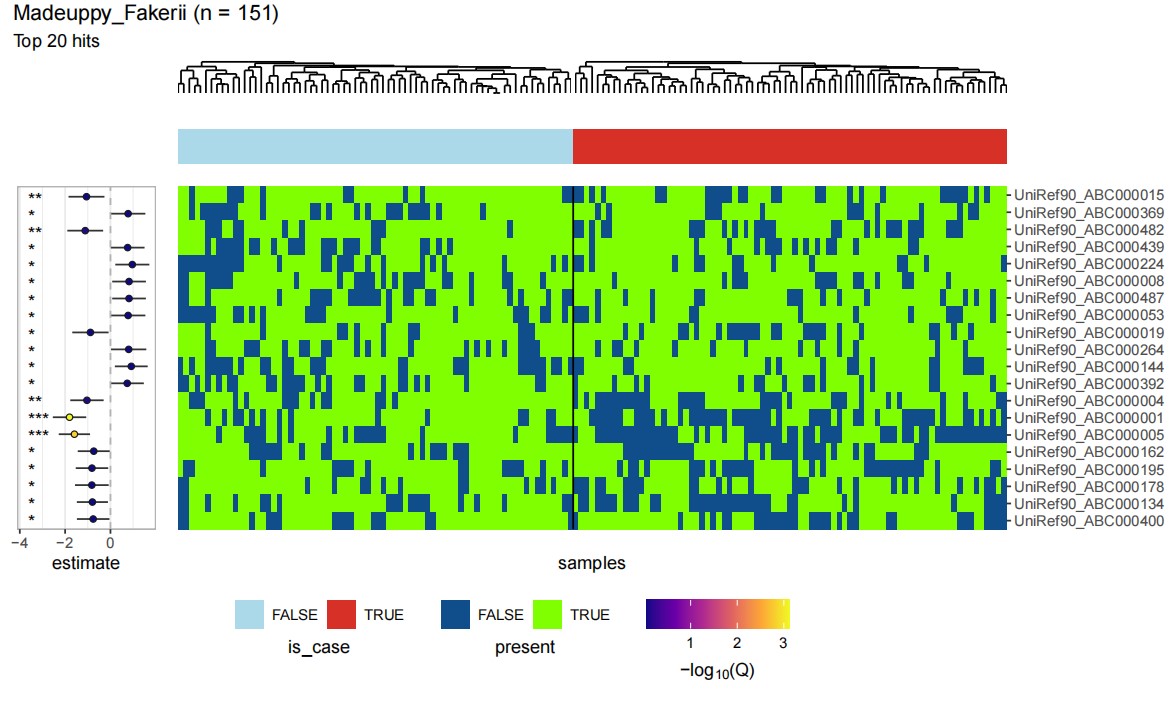 Madeuppy_Fakerii (n = 151)
Top 20 hits
** UniRef90_ABC000015
* UniRef90_ABC000369
** UniRef90_ABC000482
* UniRef90_ABC000439
* UniRef90_ABC000224
* UniRef90_ABC000008
* UniRef90_ABC000487
* UniRef90_ABC000053
* UniRef90_ABC000019
* UniRef90_ABC000264
* UniRef90_ABC000144
* UniRef90_ABC000392
** UniRef90_ABC000004
*** UniRef90_ABC000001
*** UniRef90_ABC000005
* UniRef90_ABC000162
* UniRef90_ABC000195
* UniRef90_ABC000178
* UniRef90_ABC000134
* UniRef90_ABC000400
−4 −2 0
estimate samples
FALSE TRUE FALSE TRUE
is_case present
1 2 3
−log10(Q)